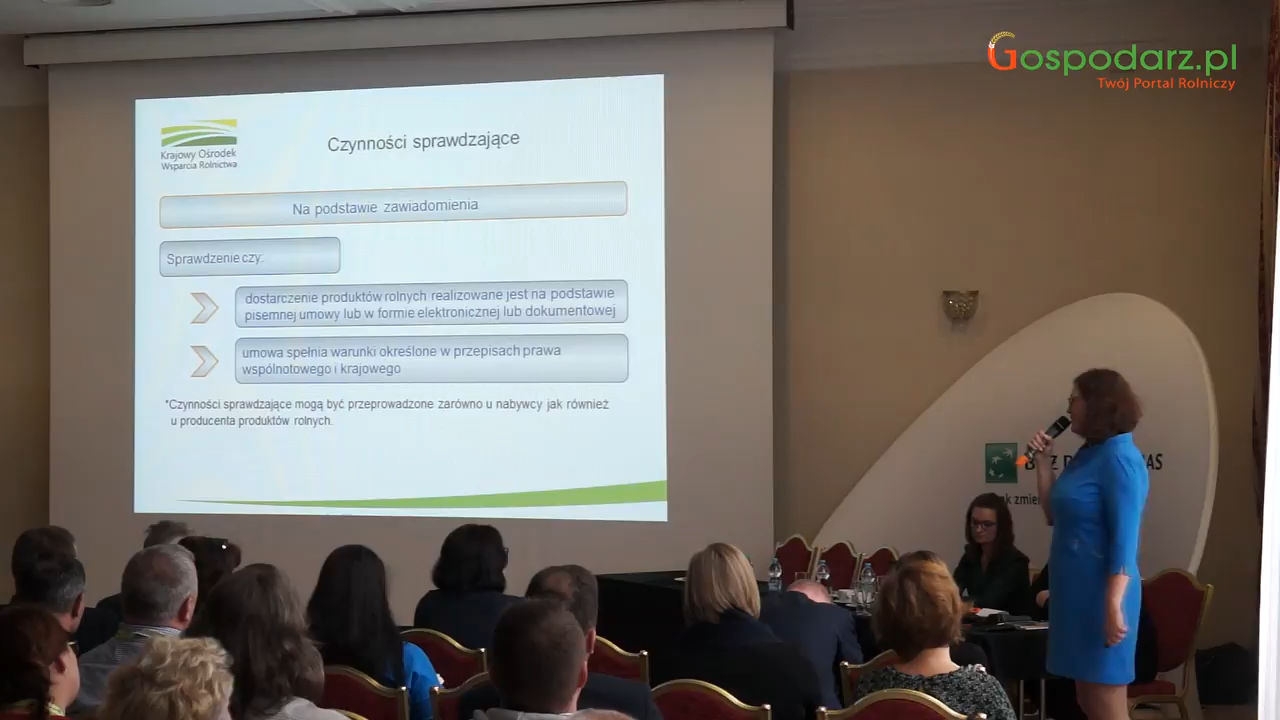 Gospodarz.pl
Twój Portal Rolniczy
Krajowy Ośrodek
Wsparcia Rolnictwa
Czynności sprawdzające
Na podstawie zawiadomienia
Sprawdzenie czy:
dostarczenie produktów rolnych realizowane jest na podstawie
pisemnej umowy lub w formie elektronicznej lub dokumentowej
umowa spełnia warunki określone w przepisach prawa
wspólnotowego i krajowego
*Czynności sprawdzające mogą być przeprowadzone zarówno u nabywcy jak również
u producenta produktów rolnych.